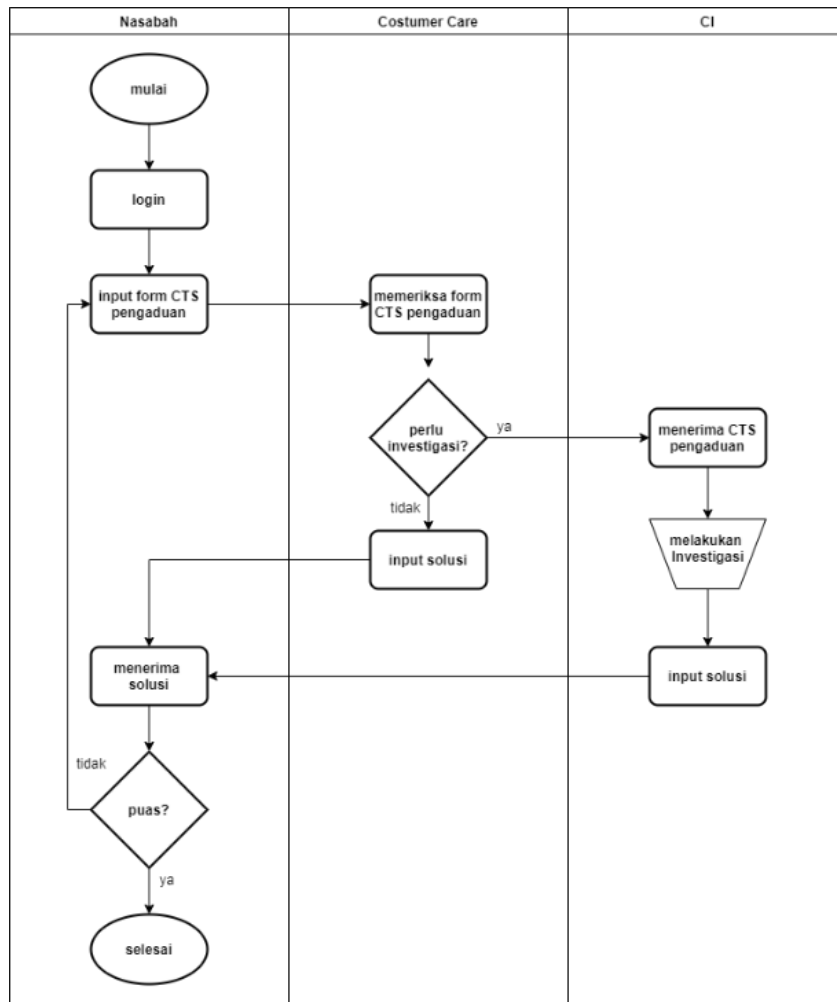 Nasabah
Costumer Care
CI
mulai
login
input form CTS
pengaduan
memeriksa form
CTS pengaduan
perlu
investigasi?
ya
menerima CTS
pengaduan
tidak
melakukan
Investigasi
input solusi
menerima
solusi
input solusi
tidak
puas?
ya
selesai